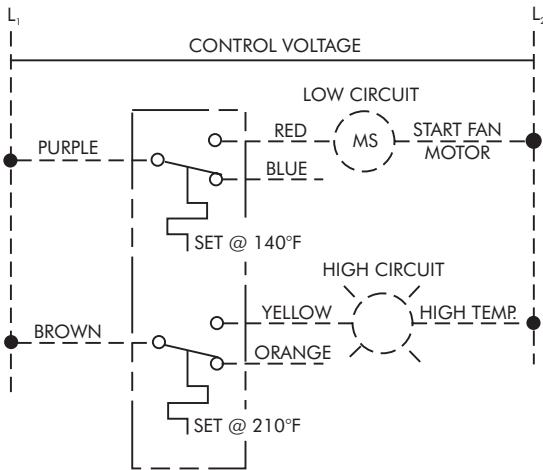 L₁
L₂
CONTROL VOLTAGE
LOW CIRCUIT
PURPLE
RED
MS
START FAN
MOTOR
BLUE
SET @ 140°F
HIGH CIRCUIT
YELLOW
HIGH TEMP.
BROWN
ORANGE
SET @ 210°F